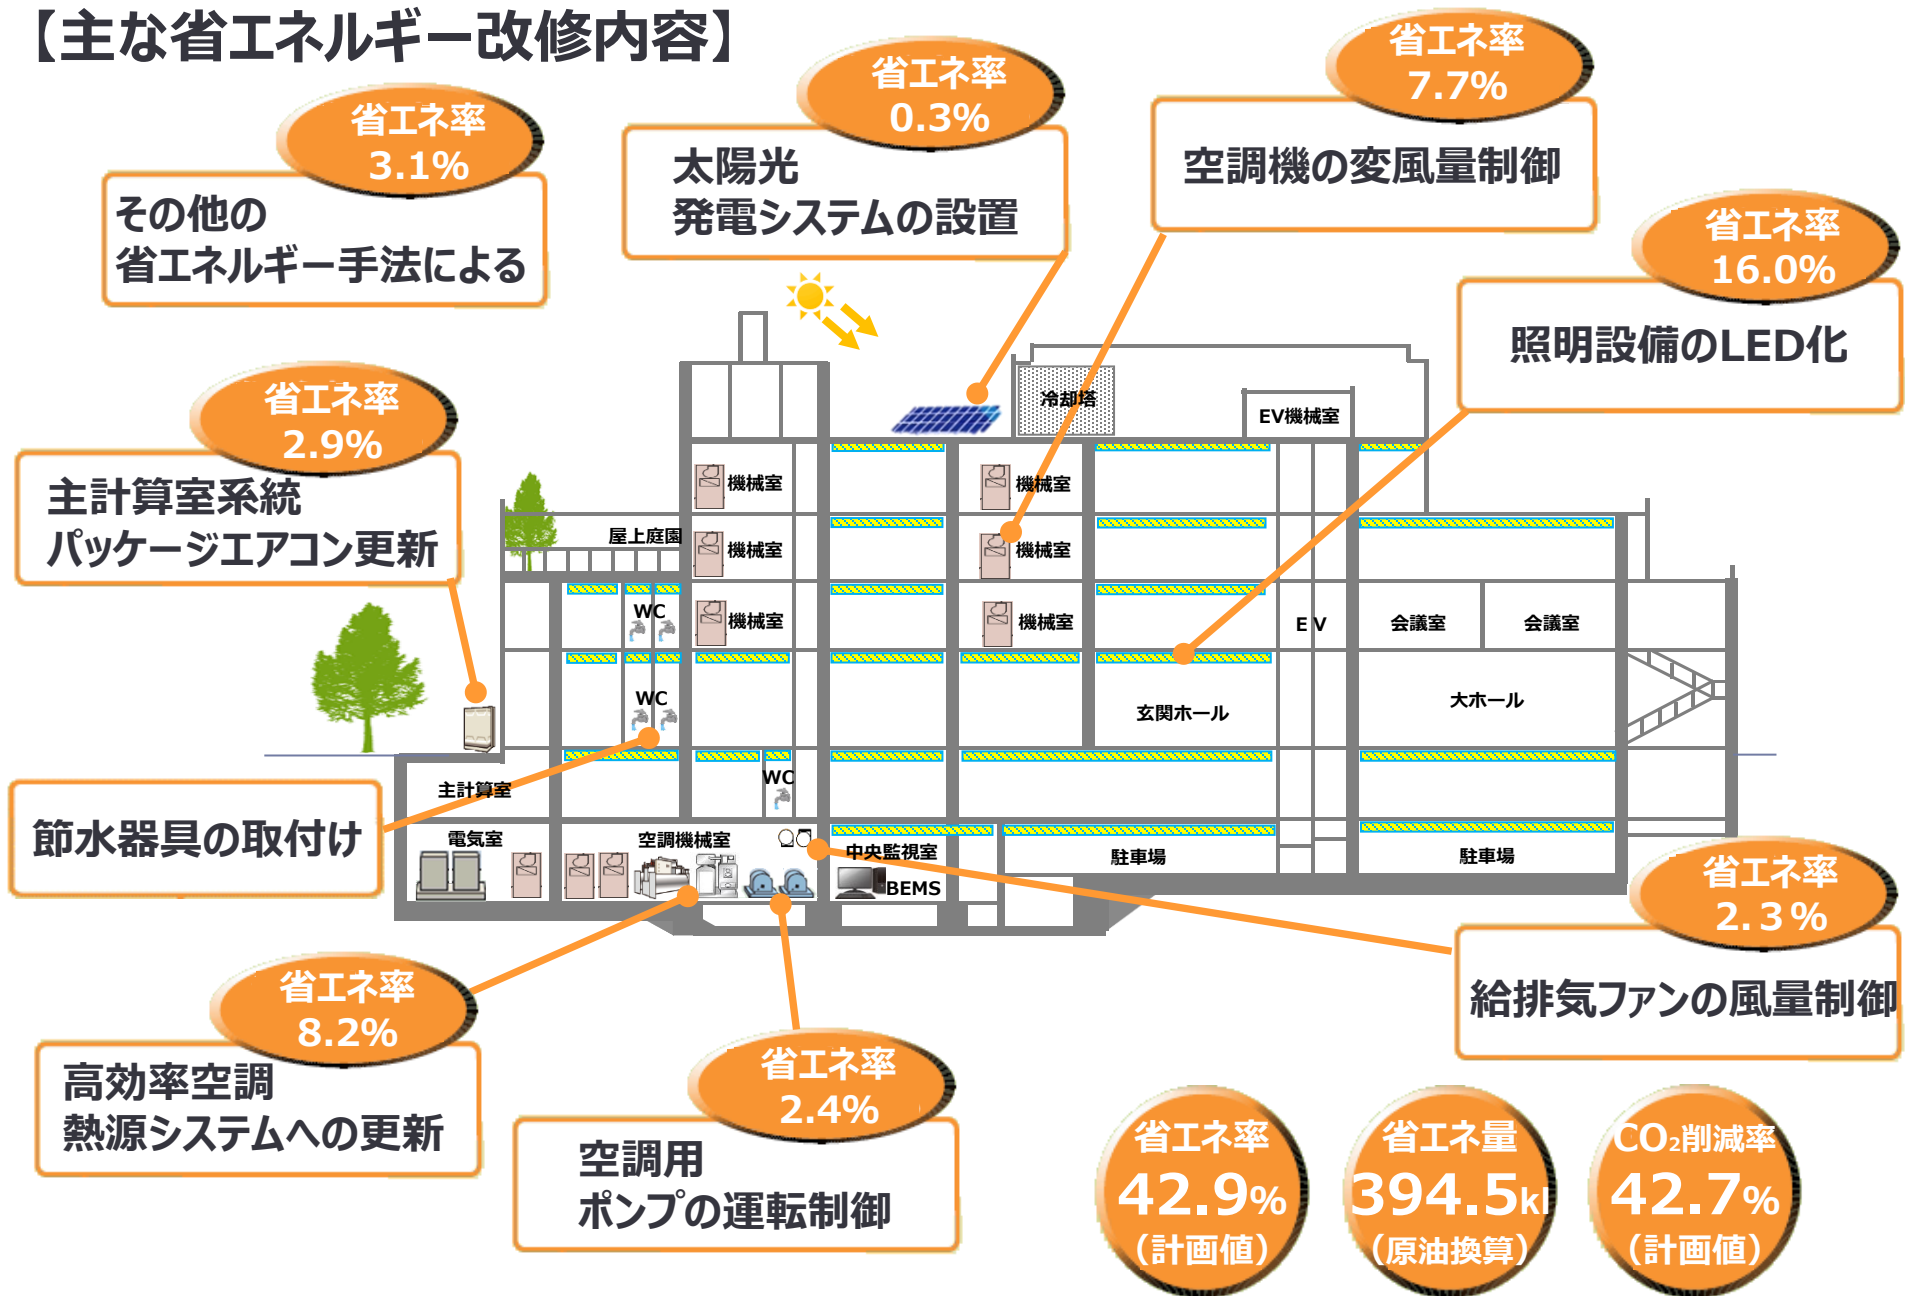 【主な省エネルギー改修内容】
省エネ率
3.1%
その他の
省エネルギー手法による
省エネ率
0.3%
太陽光
発電システムの設置
省エネ率
7.7%
空調機の変風量制御
省エネ率
16.0%
照明設備のLED化
省エネ率
2.9%
主計算室系統
パッケージエアコン更新
冷却塔
EV機械室
機械室
機械室
屋上庭園
機械室
機械室
WC
機械室
機械室
EV
会議室
会議室
WC
玄関ホール
大ホール
主計算室
WC
節水器具の取付け
電気室
空調機械室
中央監視室
BEMS
駐車場
駐車場
省エネ率
2.3%
給排気ファンの風量制御
省エネ率
8.2%
高効率空調
熱源システムへの更新
省エネ率
2.4%
空調用
ポンプの運転制御
省エネ率
42.9%
（計画値）
省エネ量
394.5kl
（原油換算）
CO₂削減率
42.7%
（計画値）